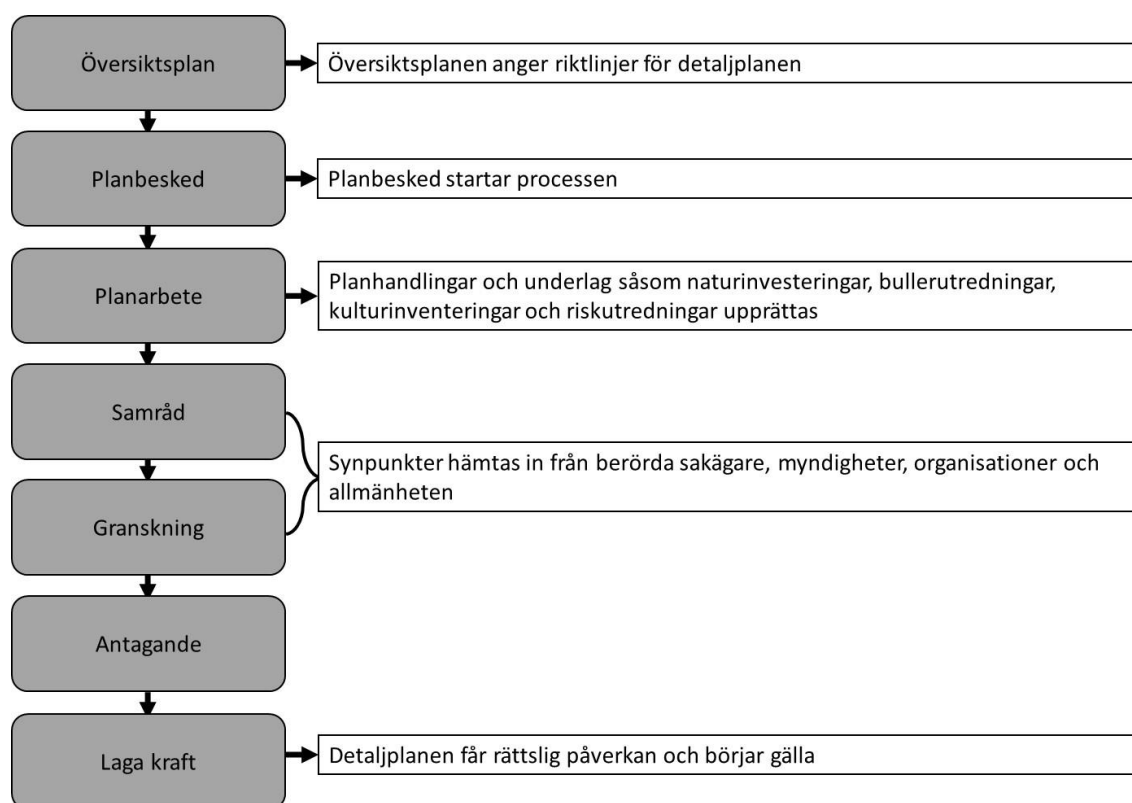 Översiktsplan
Översiktsplanen anger riktlinjer för detaljplanen
Planbesked
Planbesked startar processen
Planarbete
Planhandlingar och underlag såsom naturinvesteringar, bullerutredningar,
kulturinventeringar och riskutredningar upprättas
Samråd
Synpunkter hämtas in från berörda sakägare, myndigheter, organisationer och
allmänheten
Granskning
Antagande
Laga kraft
Detaljplanen får rättslig påverkan och börjar gälla